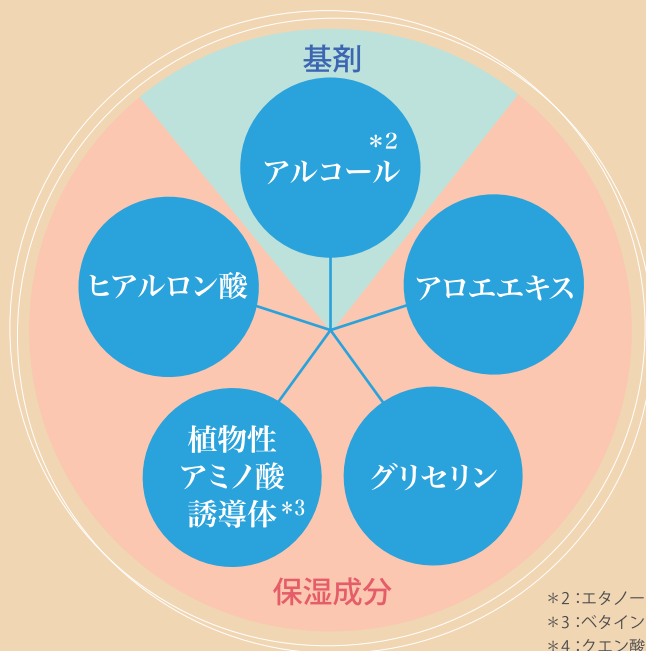 基剤
*2
アルコール
ヒアルロン酸
アロエエキス
植物性
アミノ酸
誘導体*3
グリセリン
保湿成分
*2:エタノー
*3:ベタイン
*4:クエン酸